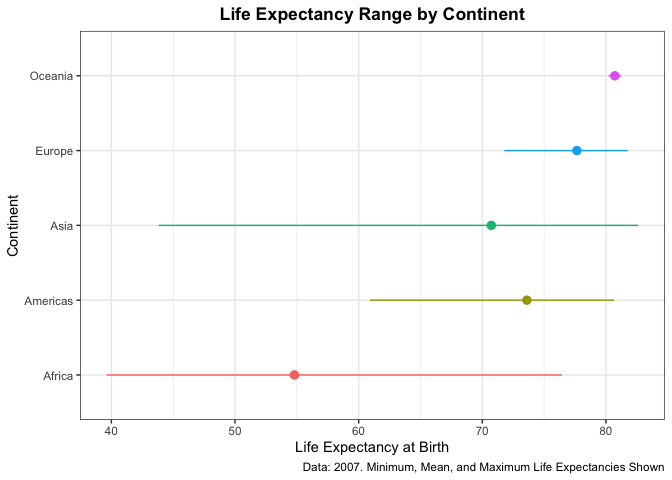 Life Expectancy Range by Continent
Oceania
Europe
Asia
Americas
Africa
Continent
40 50 60 70 80
Life Expectancy at Birth
Data: 2007. Minimum, Mean, and Maximum Life Expectancies Shown